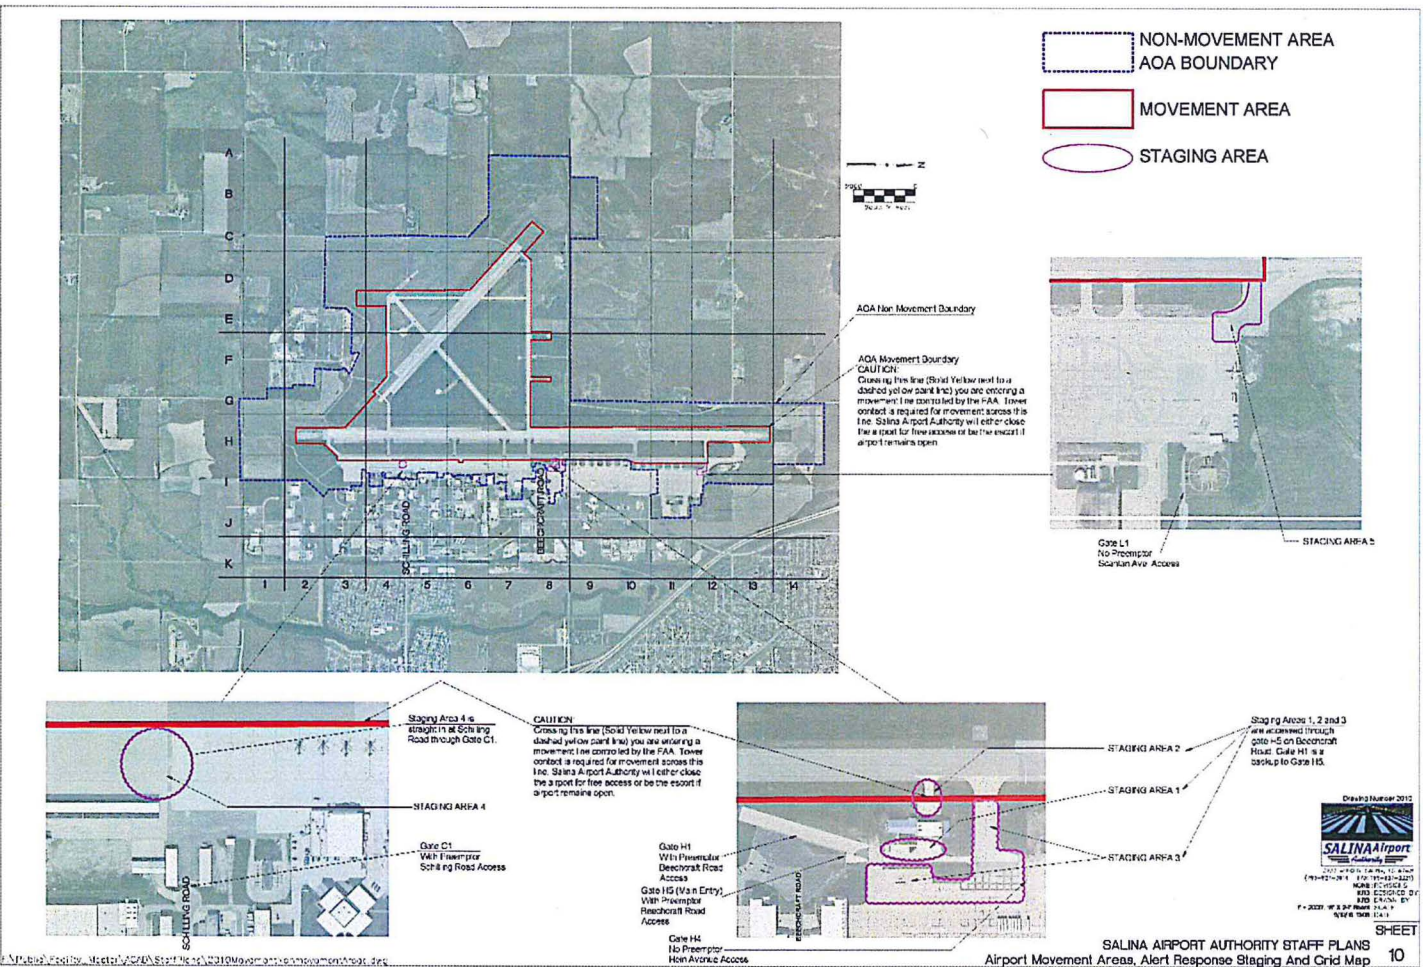 NON-MOVEMENT AREA
AOA BOUNDARY
MOVEMENT AREA
STAGING AREA
N
A
B
C
D
E
F
G
H
I
J
K
1 2 3 4 5 6 7 8 9 10 11 12 13 14
SCHILLING ROAD
BEECHCRAFT ROAD
AOA Non Movement Boundary
AOA Movement Boundary
CAUTION:
Crossing this line (Solid Yellow next to a
dashed yellow paint line) you are entering a
movement line controlled by the FAA. Tower
contact is required for movement across this
line. Salina Airport Authority will either close
the airport for free access or be the escort if
airport remains open.
Gate L1
No Preemptor
Scanlan Ave. Access
STAGING AREA 5
Staging Area 4 is
straight in at Schilling
Road through Gate C1.
STAGING AREA 4
Gate C1
With Preemptor
Schilling Road Access
SCHILLING ROAD
CAUTION:
Crossing this line (Solid Yellow next to a
dashed yellow paint line) you are entering a
movement line controlled by the FAA. Tower
contact is required for movement across this
line. Salina Airport Authority will either close
the airport for free access or be the escort if
airport remains open.
Gate H1
With Preemptor
Beechcraft Road
Access
Gate H5 (Main Entry)
With Preemptor
Beechcraft Road
Access
Gate H4
No Preemptor
Hein Avenue Access
BEECHCRAFT ROAD
STAGING AREA 2
STAGING AREA 1
STAGING AREA 3
Staging Areas 1, 2 and 3
are accessed through
gate H5 on Beechcraft
Road. Gate H1 is a
backup to Gate H5.
Drawing Number 2010
SALINA Airport
Authority
SHEET
10
SALINA AIRPORT AUTHORITY STAFF PLANS
Airport Movement Areas, Alert Response Staging And Grid Map